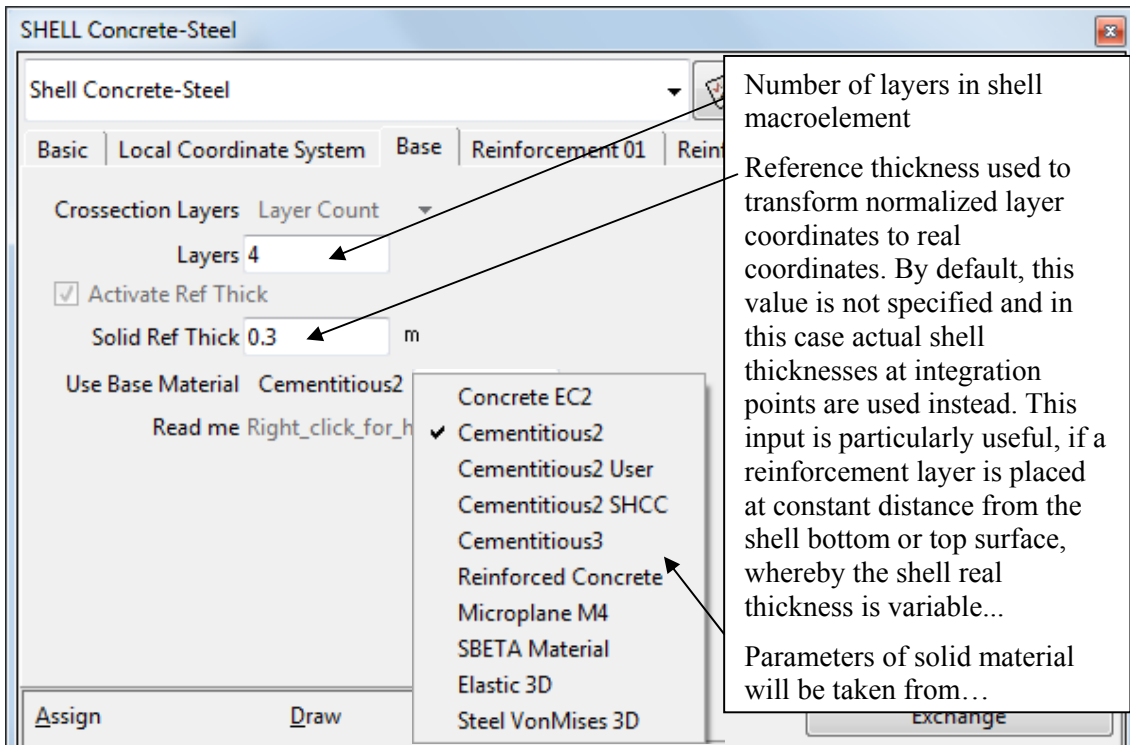 SHELL Concrete-Steel
Shell Concrete-Steel
Basic Local Coordinate System Base Reinforcement 01
Crossection Layers Layer Count
Layers 4
Activate Ref Thick
Solid Ref Thick 0.3 m
Use Base Material Cementitious2
Read me
Concrete EC2
Cementitious2
Cementitious2 User
Cementitious2 SHCC
Cementitious3
Reinforced Concrete
Microplane M4
SBETA Material
Elastic 3D
Steel VonMises 3D
Assign Draw Exchange
Number of layers in shell
macroelement
Reference thickness used to
transform normalized layer
coordinates to real
coordinates. By default, this
value is not specified and in
this case actual shell
thicknesses at integration
points are used instead. This
input is particularly useful, if a
reinforcement layer is placed
at constant distance from the
shell bottom or top surface,
whereby the shell real
thickness is variable...
Parameters of solid material
will be taken from…